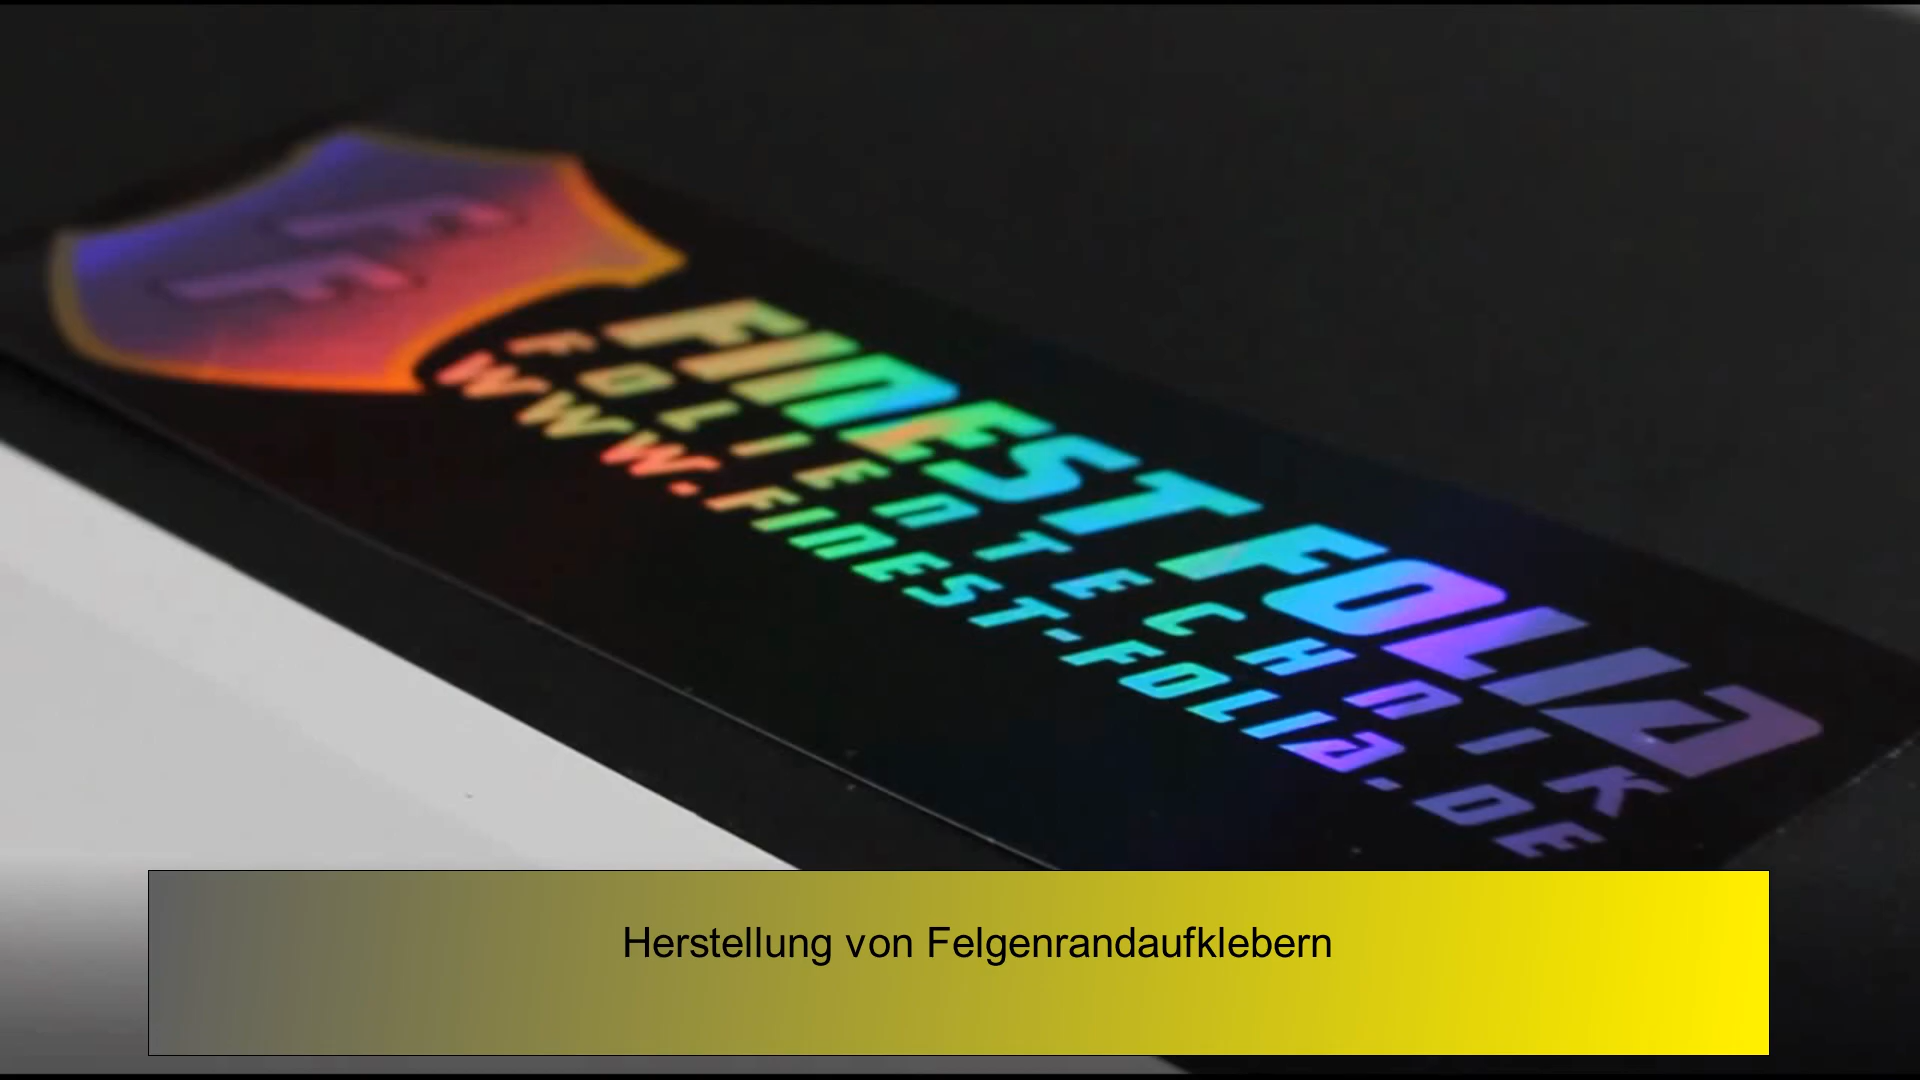 FF
FINEST FOLIA
FOLIENTECHNIK
WWW.FINEST-FOLIA.DE
Herstellung von Felgenrandaufklebern